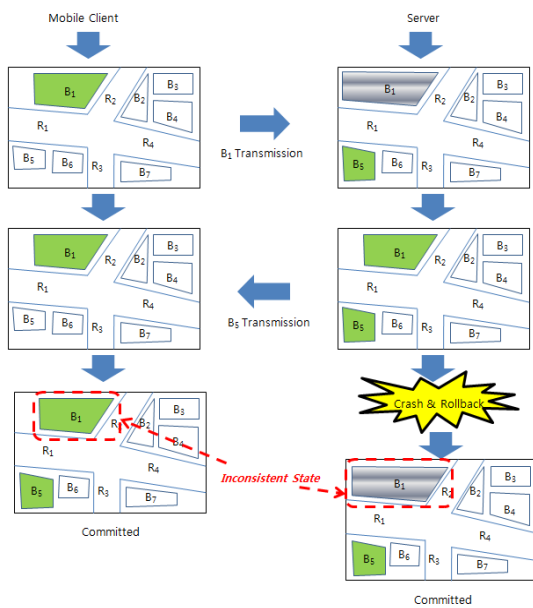 Mobile Client
Server
B1
R2
B2
B3
B4
R1
R4
B5
B6
R3
B7
B1 Transmission
B1
R2
B2
B3
B4
R1
R4
B5
B6
R3
B7
B1
R2
B2
B3
B4
R1
R4
B5
B6
R3
B7
B5 Transmission
B1
R2
B2
B3
B4
R1
R4
B5
B6
R3
B7
Crash & Rollback
B1
R
B2
B3
B4
R1
R4
B5
B6
R3
B7
Committed
Inconsistent State
B1
R2
B2
B3
B4
R1
R4
B5
B6
R3
B7
Committed